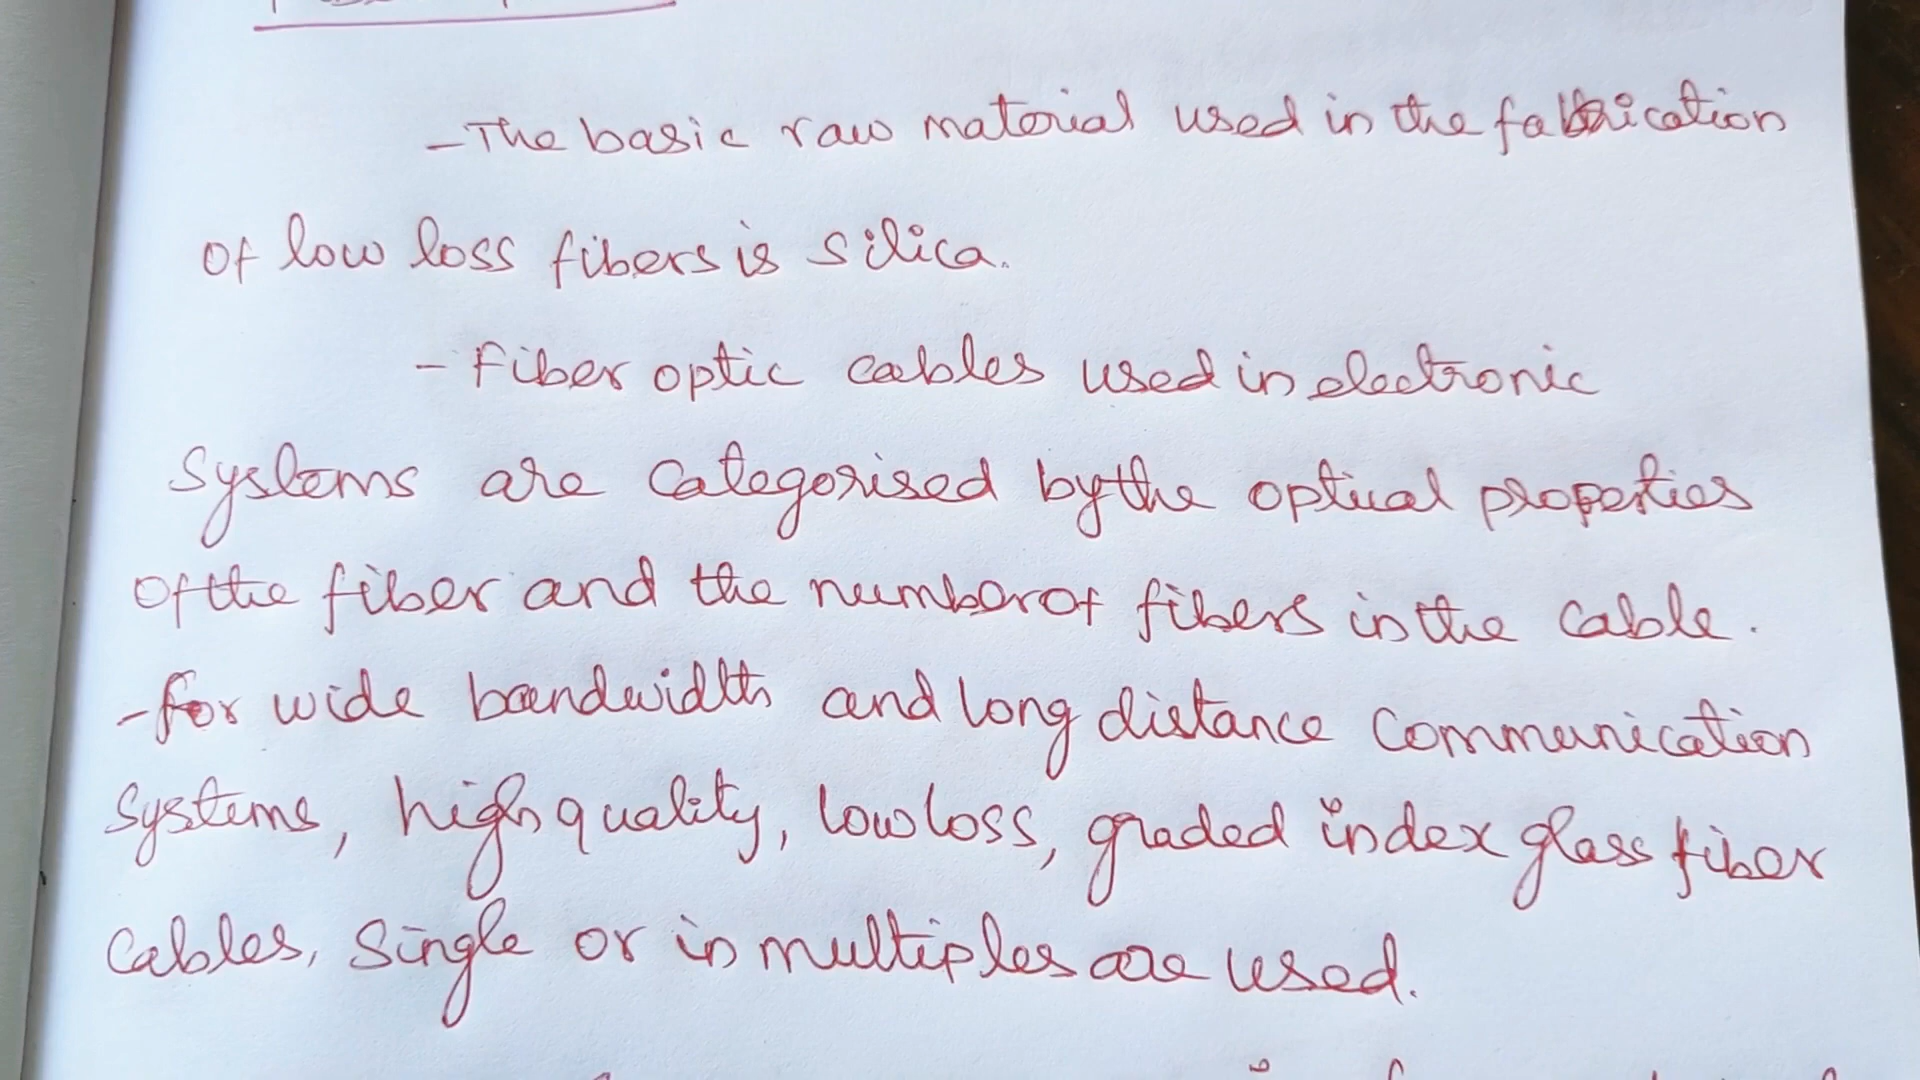 - The basic raw material used in the fabrication
of low loss fibers is silica.
- Fiber optic cables used in electronic
Systems are Categorised by the optical properties
Of the fiber and the number of fibers in the Cable.
- for wide bandwidth and long distance Communication
Systems, high quality, low loss, graded index glass fiber
Cables, Single or in multiples are used.